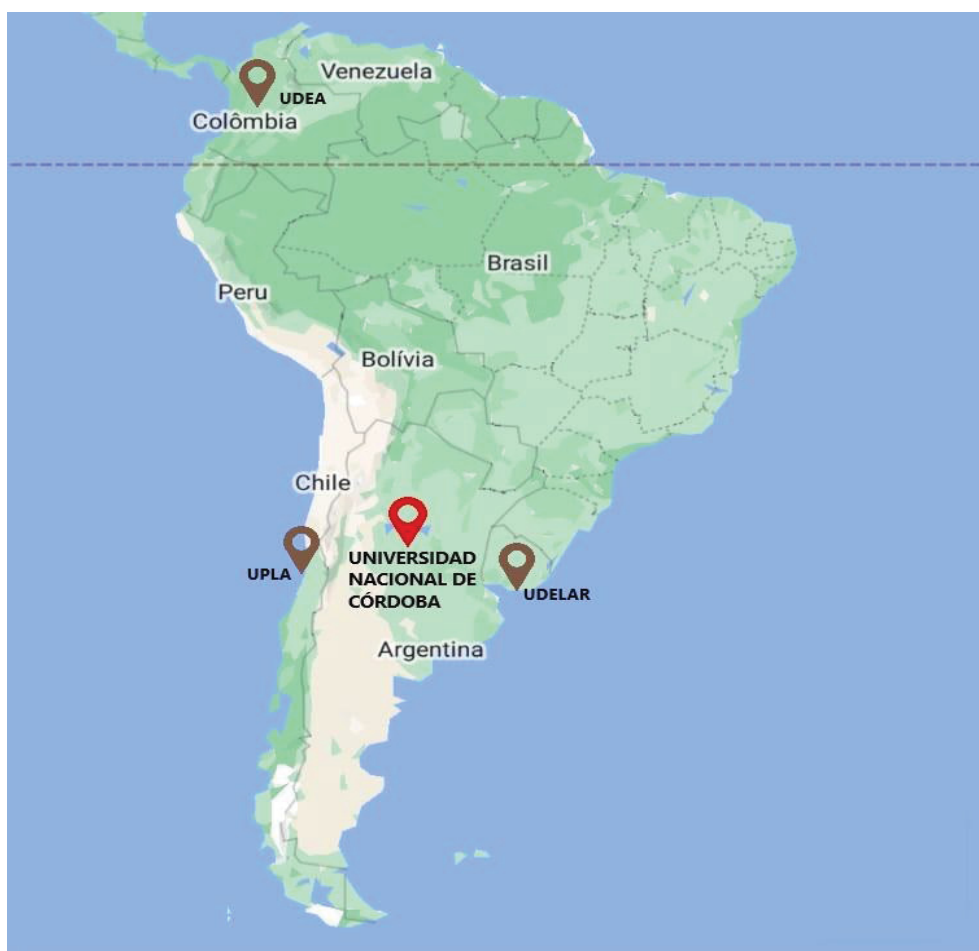 Venezuela
UDEA
Colômbia
Brasil
Peru
Bolívia
Chile
UPLA
UNIVERSIDAD
NACIONAL DE
CÓRDOBA
UDELAR
Argentina